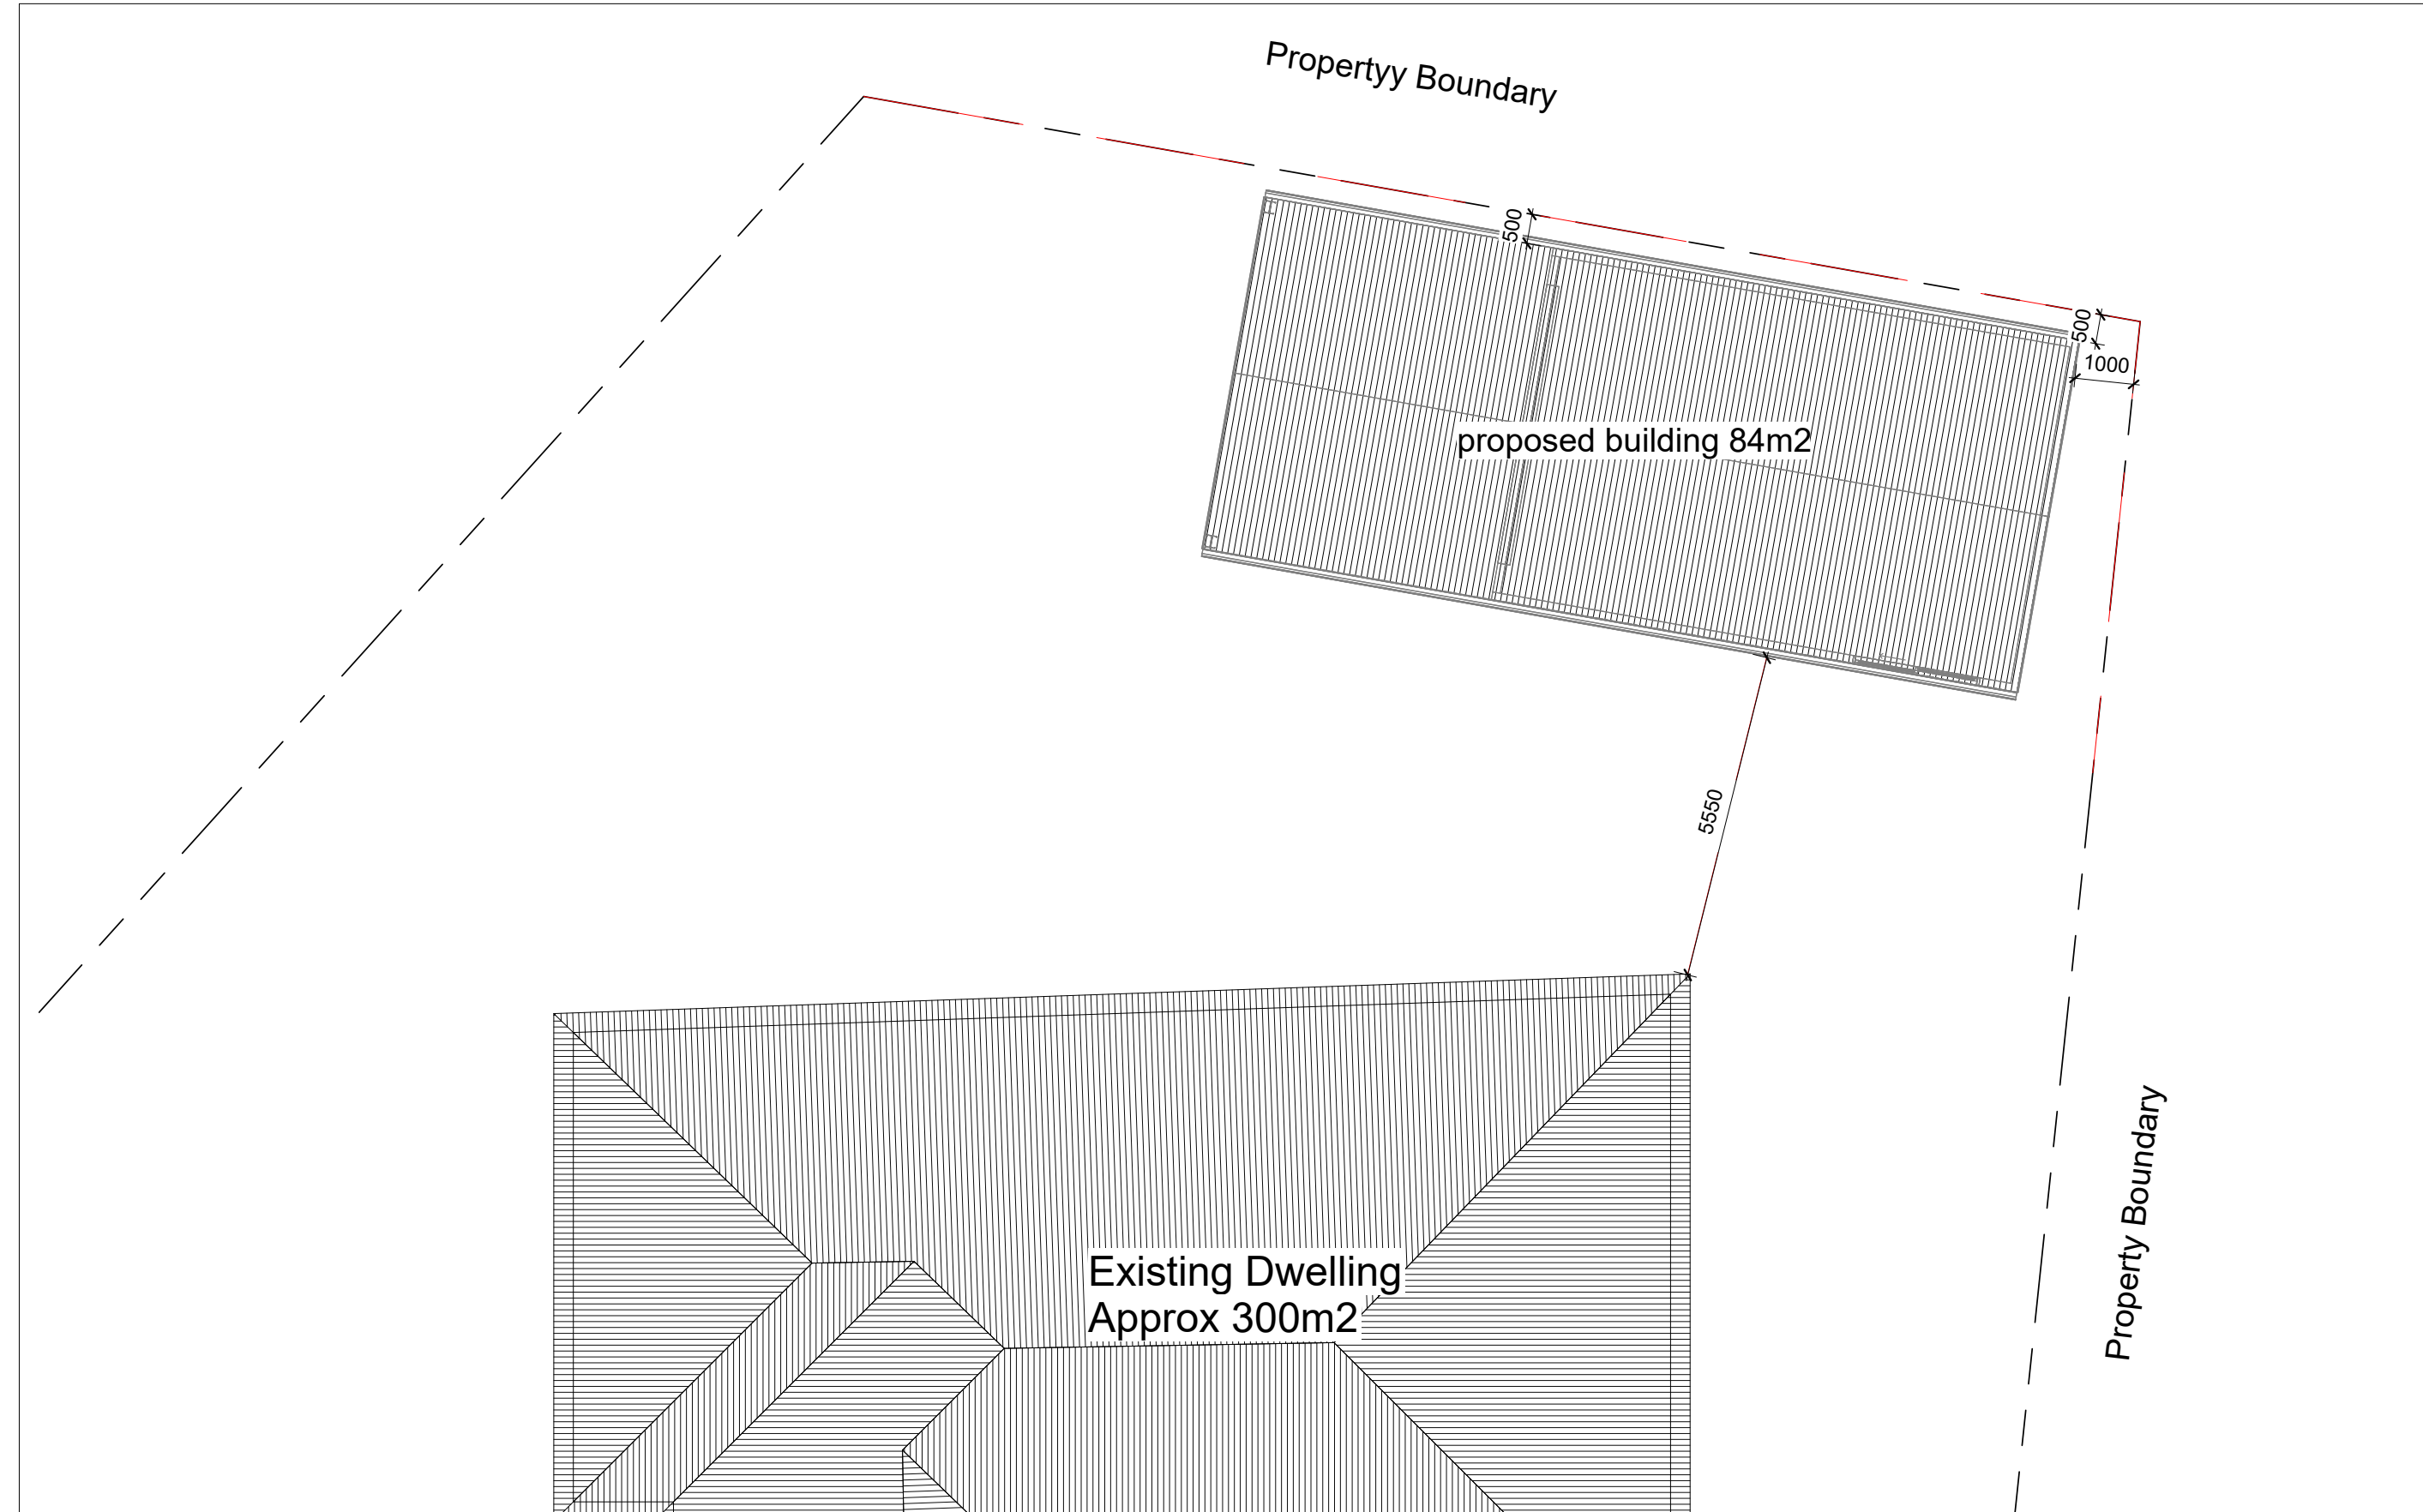 Propertyy Boundary
500
500
1000
proposed building 84m2
5550
Existing Dwelling
Approx 300m2
Property Boundary